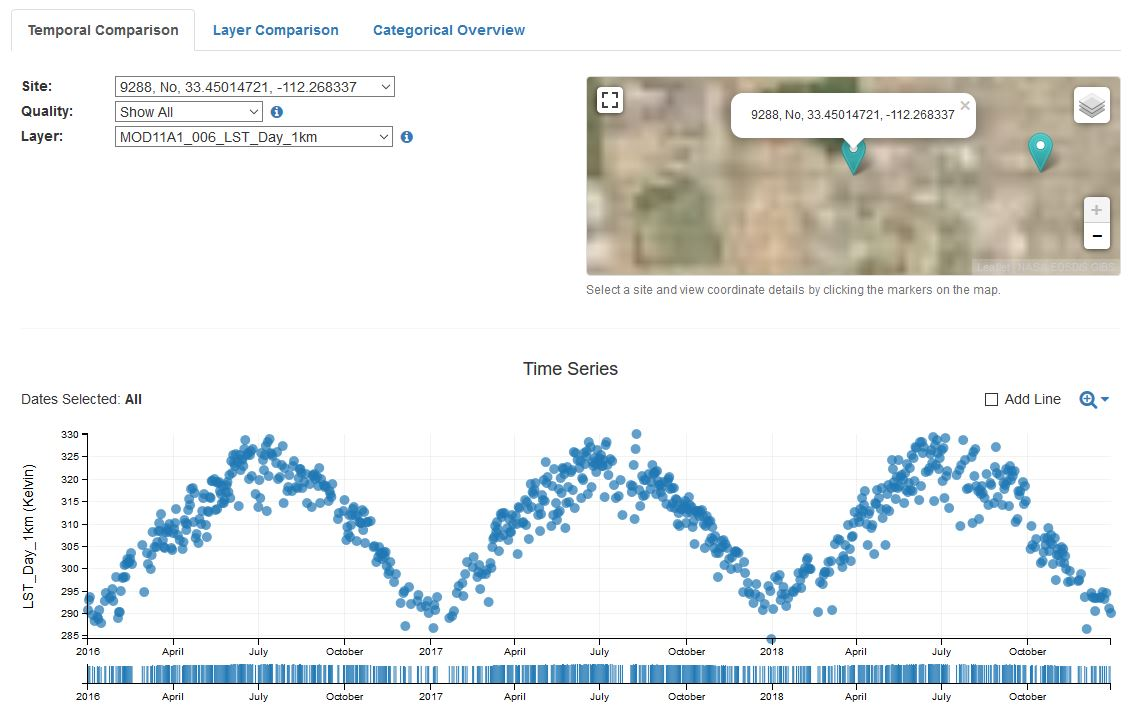 Temporal Comparison Layer Comparison Categorical Overview
Site: 9288, No, 33.45014721, -112.268337
Quality: Show All
Layer: MOD11A1_006_LST_Day_1km
9288, No, 33.45014721, -112.268337 ×
+
−
Leaflet | NASA EOSDIS GIBS
Select a site and view coordinate details by clicking the markers on the map.
Time Series
Dates Selected: All Add Line
LST_Day_1km (Kelvin)
330
325
320
315
310
305
300
295
290
285
2016 April July October 2017 April July October 2018 April July October
2016 April July October 2017 April July October 2018 April July October